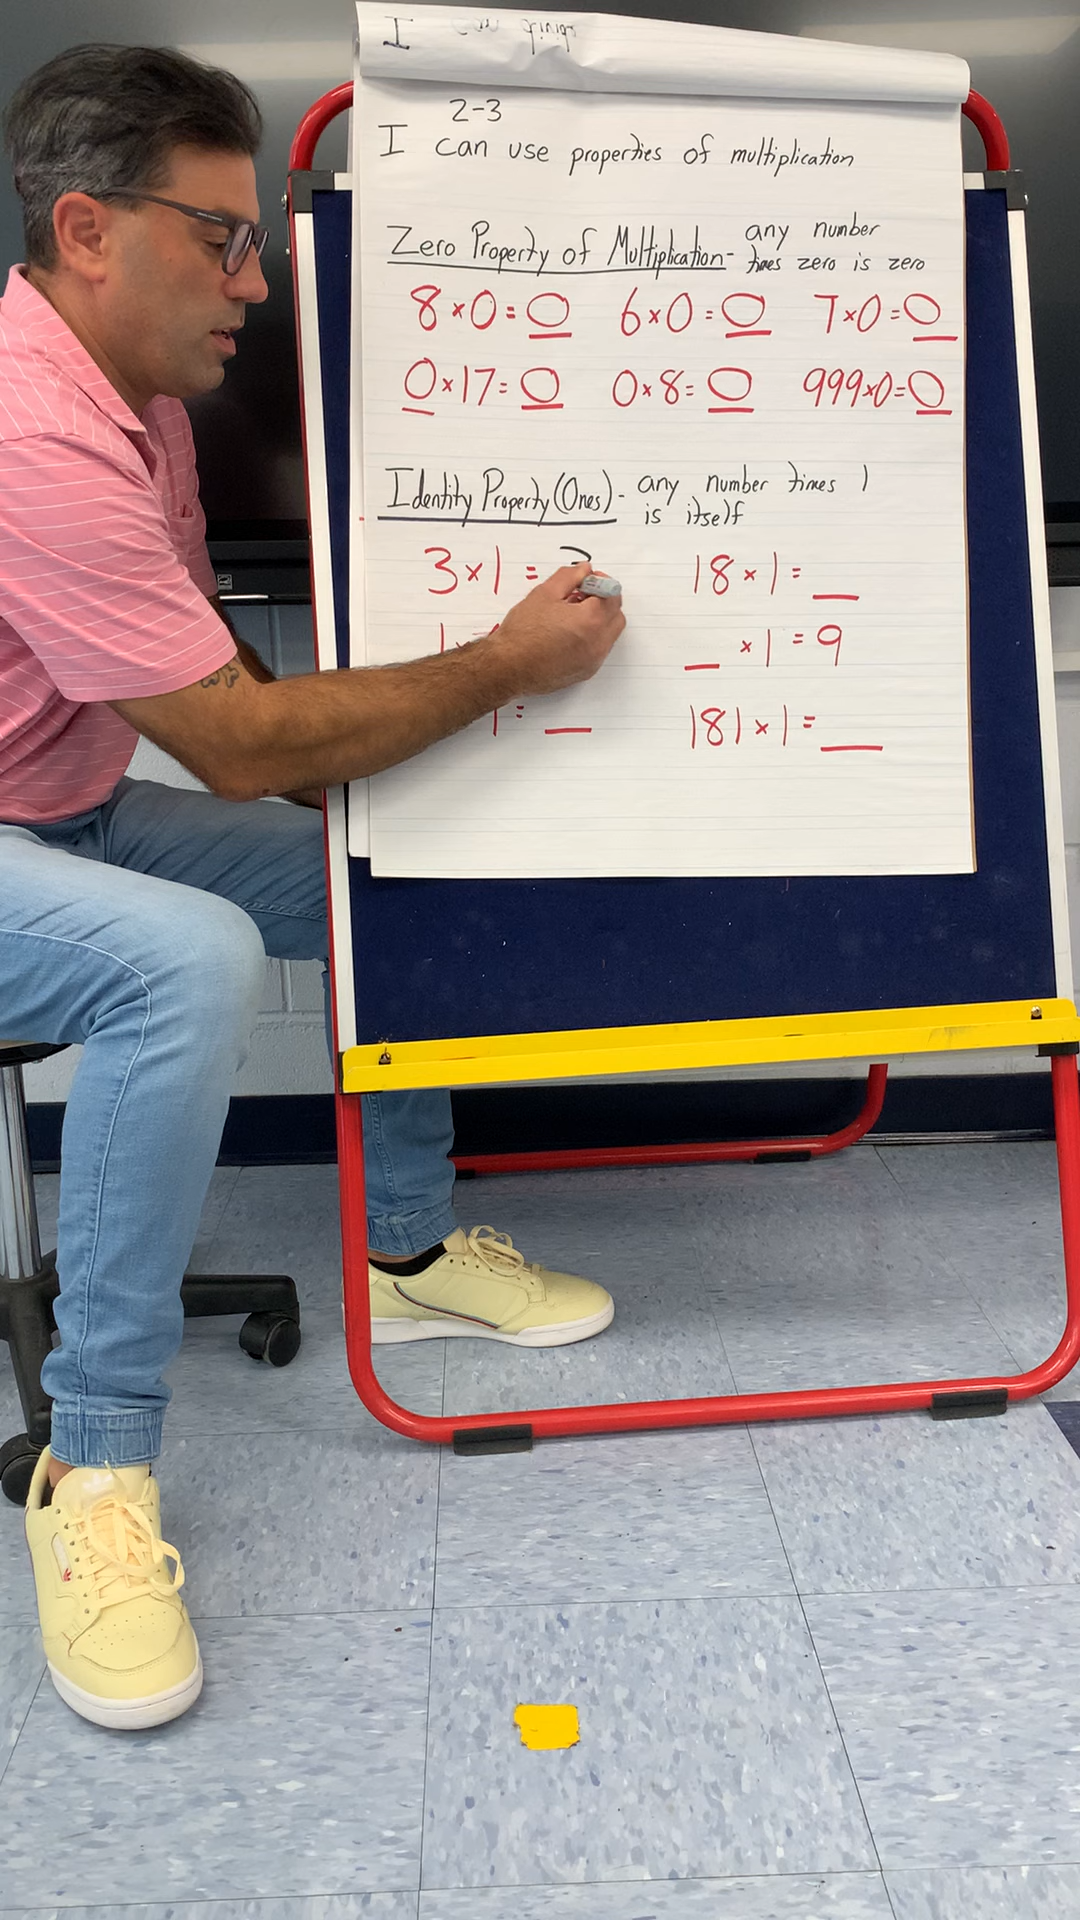 I
2-3
I can use properties of multiplication
Zero Property of Multiplication- any number
times zero is zero
8×0=0 6×0=0 7×0=0
0×17=0 0×8=0 999×0=0
Identity Property (Ones)- any number times 1
is itself
3×1= 18×1=__
1× __ ×1=9
1=__ 181×1=__